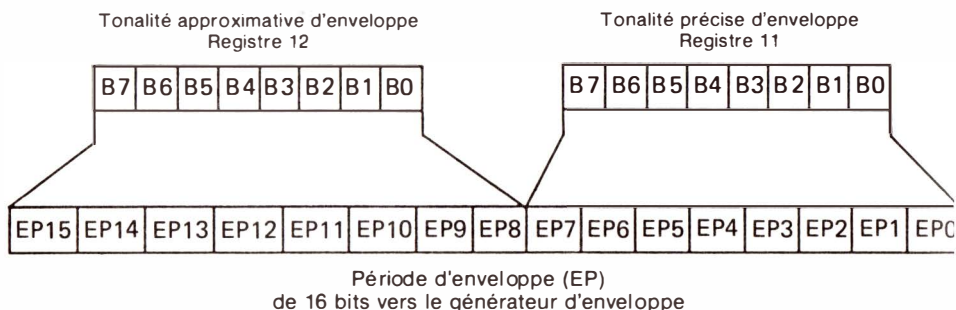 Tonalité approximative d'enveloppe
Registre 12
Tonalité précise d'enveloppe
Registre 11
B7 B6 B5 B4 B3 B2 B1 B0
B7 B6 B5 B4 B3 B2 B1 B0
EP15 EP14 EP13 EP12 EP11 EP10 EP9 EP8 EP7 EP6 EP5 EP4 EP3 EP2 EP1 EP0
Période d'enveloppe (EP)
de 16 bits vers le générateur d'enveloppe